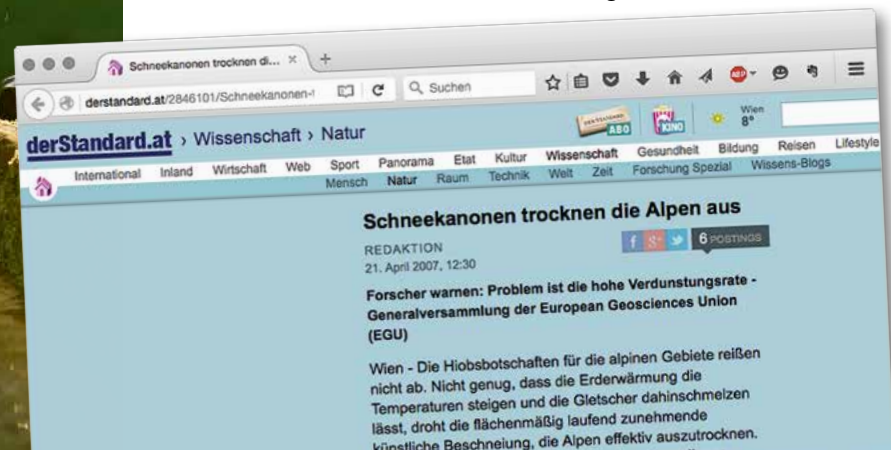 Schneekanonen trocknen di... × +
derstandard.at/2846101/Schneekanonen-t Suchen ABP
derStandard.at › Wissenschaft › Natur ABO KINO Wien 8°
International Inland Wirtschaft Web Sport Panorama Etat Kultur Wissenschaft Gesundheit Bildung Reisen Lifestyle
Mensch Natur Raum Technik Welt Zeit Forschung Spezial Wissens-Blogs
Schneekanonen trocknen die Alpen aus
REDAKTION f g+ 6 POSTINGS
21. April 2007, 12:30
Forscher warnen: Problem ist die hohe Verdunstungsrate -
Generalversammlung der European Geosciences Union
(EGU)
Wien - Die Hiobsbotschaften für die alpinen Gebiete reißen
nicht ab. Nicht genug, dass die Erderwärmung die
Temperaturen steigen und die Gletscher dahinschmelzen
lässt, droht die flächenmäßig laufend zunehmende
künstliche Beschneiung, die Alpen effektiv auszutrocknen.